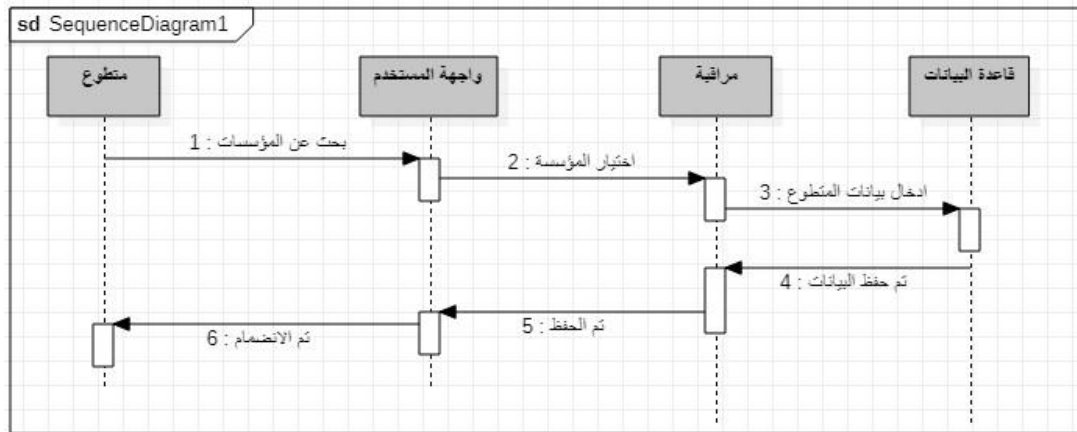 sd SequenceDiagram1
متطوع
واجهة المستخدم
مراقبة
قاعدة البيانات
1 : بحث عن المؤسسات
2 : اختيار المؤسسة
3 : ادخال بيانات المتطوع
4 : تم حفظ البيانات
5 : تم الحفظ
6 : تم الانضمام